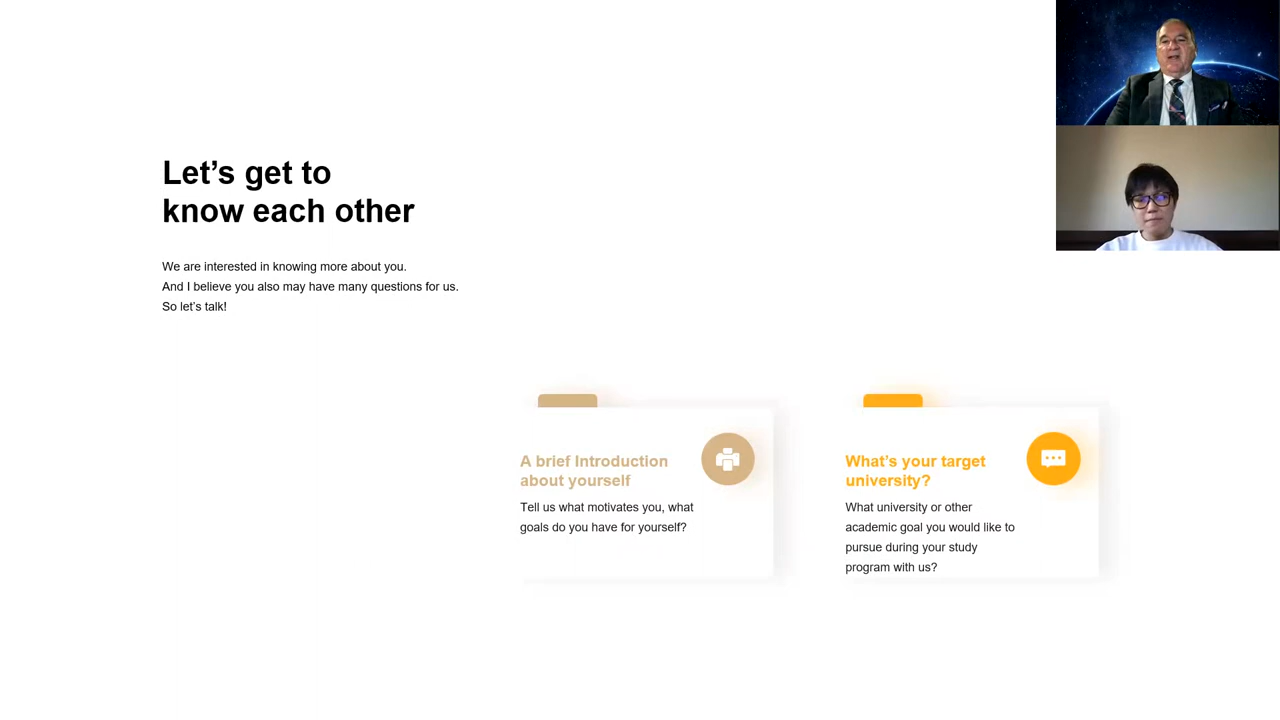 Let’s get to
know each other
We are interested in knowing more about you.
And I believe you also may have many questions for us.
So let’s talk!
A brief Introduction
about yourself
Tell us what motivates you, what
goals do you have for yourself?
What’s your target
university?
What university or other
academic goal you would like to
pursue during your study
program with us?